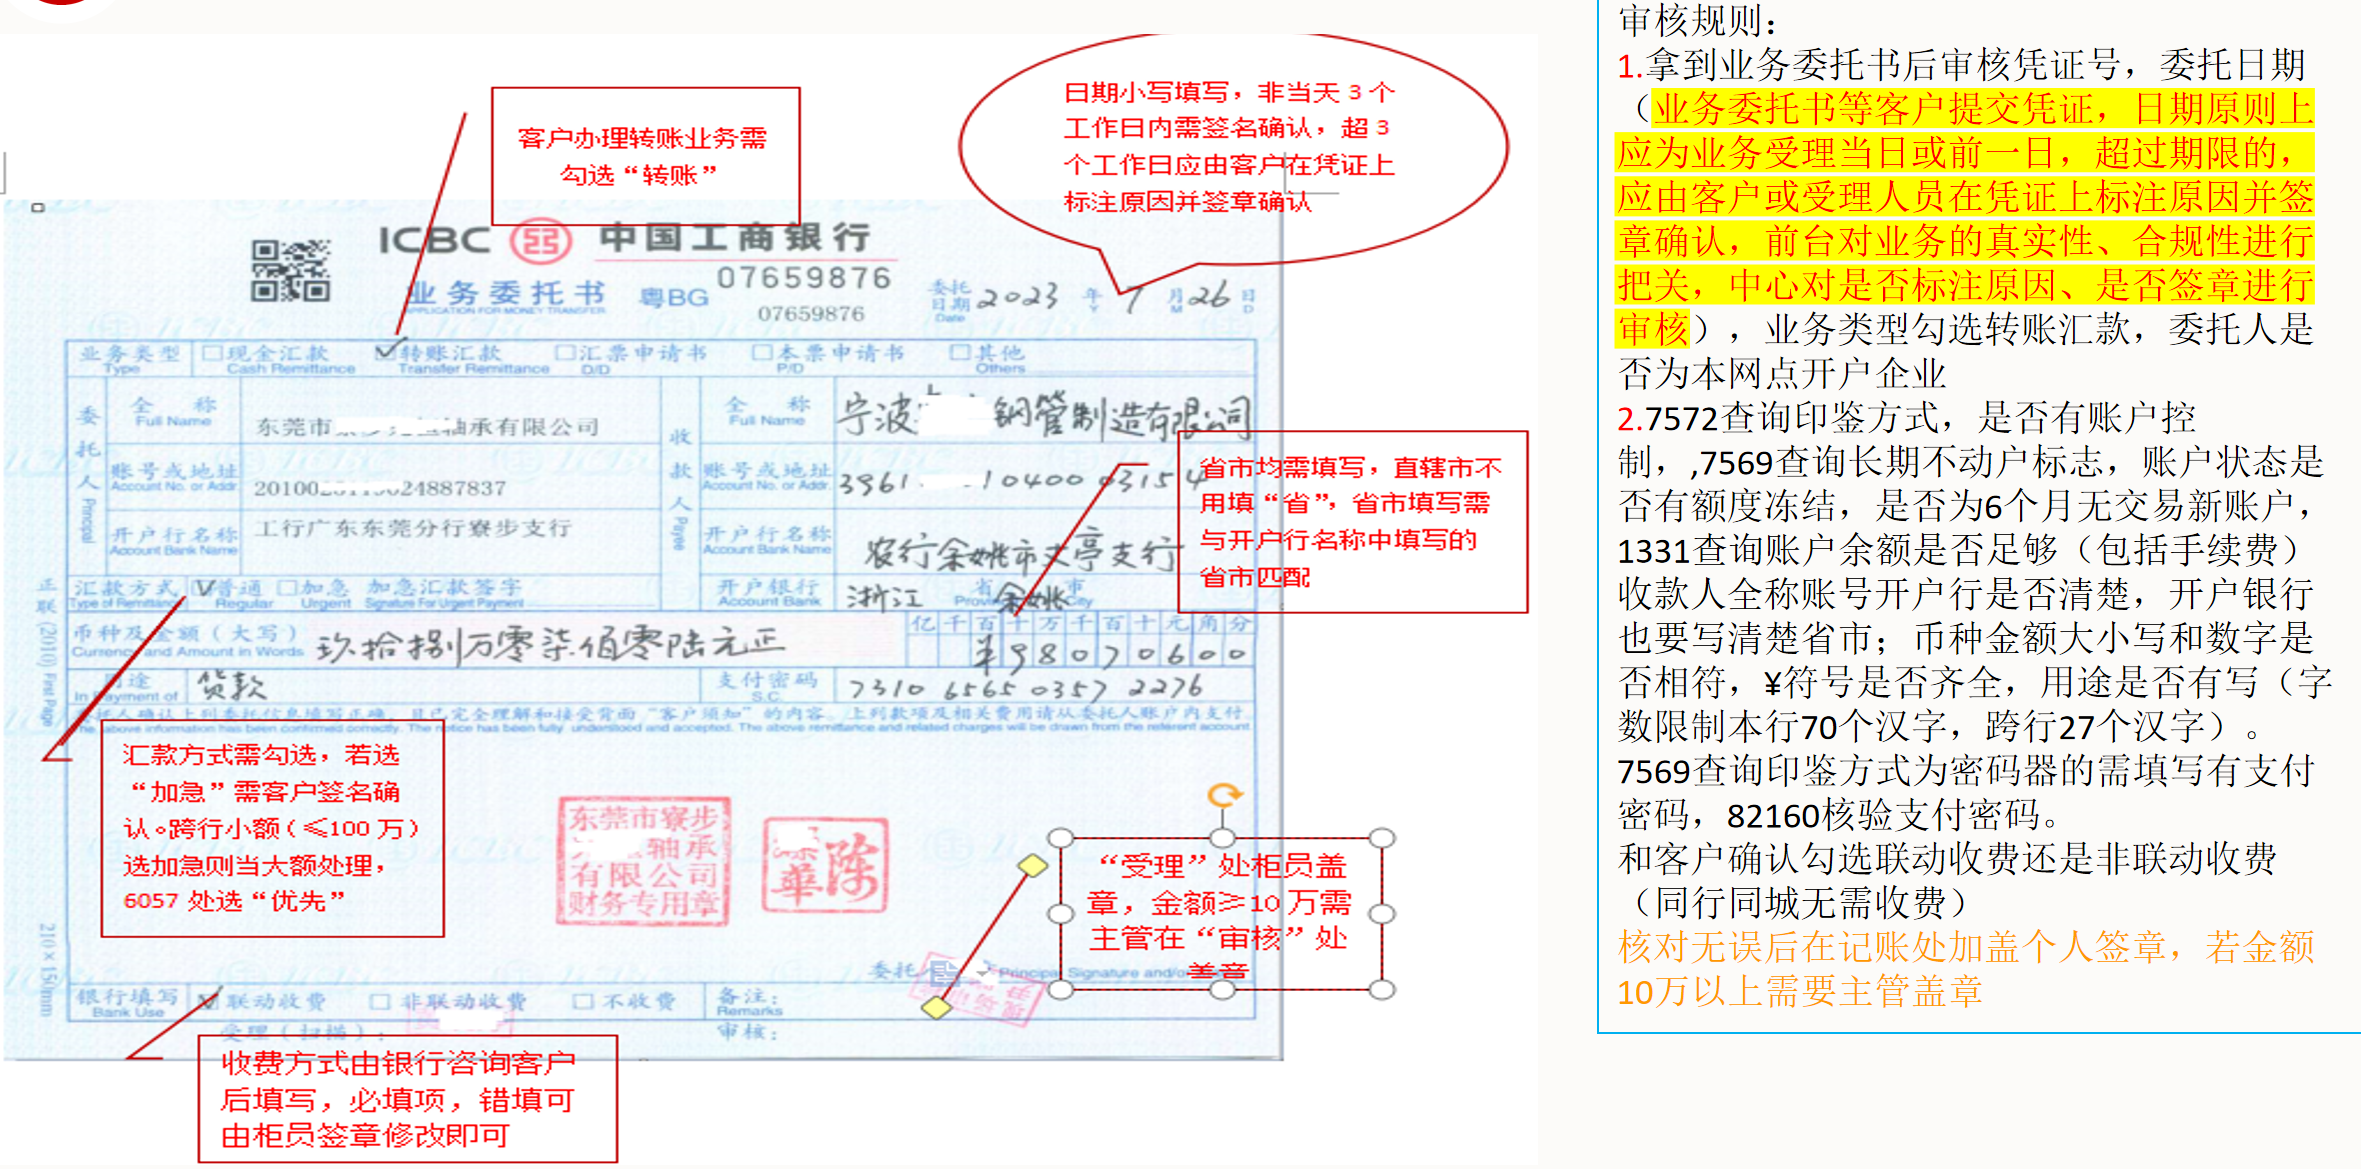 客户办理转账业务需
勾选“转账”
日期小写填写，非当天 3 个
工作日内需签名确认，超 3
个工作日应由客户在凭证上
标注原因并签章确认
ICBC 中国工商银行
业务委托书 粤BG 07659876
APPLICATION FOR MONEY TRANSFER
07659876
委托日期 2023 年 7 月 26 日
Date Y M D
业务类型 现金汇款 转账汇款 汇票申请书 本票申请书 其他
Type Cash Remittance Transfer Remittance D/D P/D Others
委托人 Principal
全 称 东莞市 轴承有限公司
Full Name
账号或地址 20100 24887837
Account No. or Addr.
开户行名称 工行广东东莞分行寮步支行
Account Bank Name
收款人 Payee
全 称 宁波 钢管制造有限公司
Full Name
账号或地址 3961 10400 03154
Account No. or Addr.
开户行名称 农行余姚市丈亭支行
Account Bank Name
汇款方式 普通 加急 加急汇款签字
Type of Remittance Regular Urgent Signature For Urgent Payment
开户银行 浙江 省 余姚 市
Account Bank Province City
省市均需填写，直辖市不
用填“省”，省市填写需
与开户行名称中填写的
省市匹配
币种及金额（大写） 玖拾捌万零柒佰零陆元正
Currency and Amount in Words
亿千百十万千百十元角分
¥98070600
用途 货款
In Payment of
支付密码 7310 6565 0357 2276
S.C.
委托人确认上列委托信息填写正确，且已完全理解和接受背面“客户须知”的内容，上列款项及相关费用请从委托人账户内支付。
The above information has been confirmed correctly. The notice has been fully understood and accepted. The above remittance and related charges will be drawn from the referent account.
正联 (2010) First Page
210×150mm
汇款方式需勾选，若选
“加急”需客户签名确
认。跨行小额（≤100 万）
选加急则当大额处理，
6057 处选“优先”
东莞市寮步
轴承
有限公司
财务专用章
陈
華
“受理”处柜员盖
章，金额≥10 万需
主管在“审核”处
盖章
委托 Principal Signature and/or
银行填写 联动收费 非联动收费 不收费 备注：
Bank Use Remarks
受理（扫描）： 审核：
收费方式由银行咨询客户
后填写，必填项，错填可
由柜员签章修改即可
审核规则：
1.拿到业务委托书后审核凭证号，委托日期
（业务委托书等客户提交凭证，日期原则上
应为业务受理当日或前一日，超过期限的，
应由客户或受理人员在凭证上标注原因并签
章确认，前台对业务的真实性、合规性进行
把关，中心对是否标注原因、是否签章进行
审核），业务类型勾选转账汇款，委托人是
否为本网点开户企业
2.7572查询印鉴方式，是否有账户控
制，,7569查询长期不动户标志，账户状态是
否有额度冻结，是否为6个月无交易新账户，
1331查询账户余额是否足够（包括手续费）
收款人全称账号开户行是否清楚，开户银行
也要写清楚省市；币种金额大小写和数字是
否相符，¥符号是否齐全，用途是否有写（字
数限制本行70个汉字，跨行27个汉字）。
7569查询印鉴方式为密码器的需填写有支付
密码，82160核验支付密码。
和客户确认勾选联动收费还是非联动收费
（同行同城无需收费）
核对无误后在记账处加盖个人签章，若金额
10万以上需要主管盖章